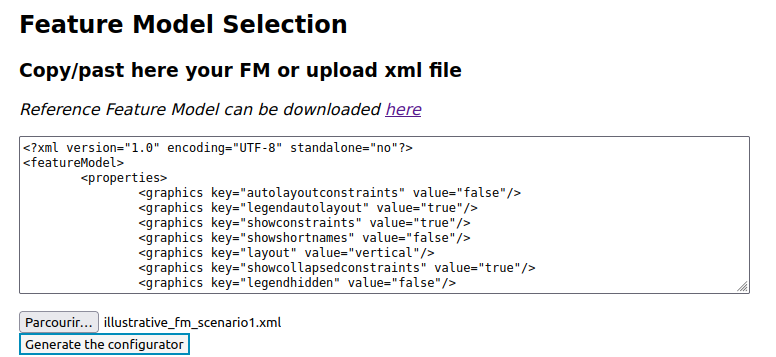 Feature Model Selection
Copy/past here your FM or upload xml file
Reference Feature Model can be downloaded here
<?xml version="1.0" encoding="UTF-8" standalone="no"?>
<featureModel>
<properties>
<graphics key="autolayoutconstraints" value="false"/>
<graphics key="legendautolayout" value="true"/>
<graphics key="showconstraints" value="true"/>
<graphics key="showshortnames" value="false"/>
<graphics key="layout" value="vertical"/>
<graphics key="showcollapsedconstraints" value="true"/>
<graphics key="legendhidden" value="false"/>
Parcourir... illustrative_fm_scenario1.xml
Generate the configurator